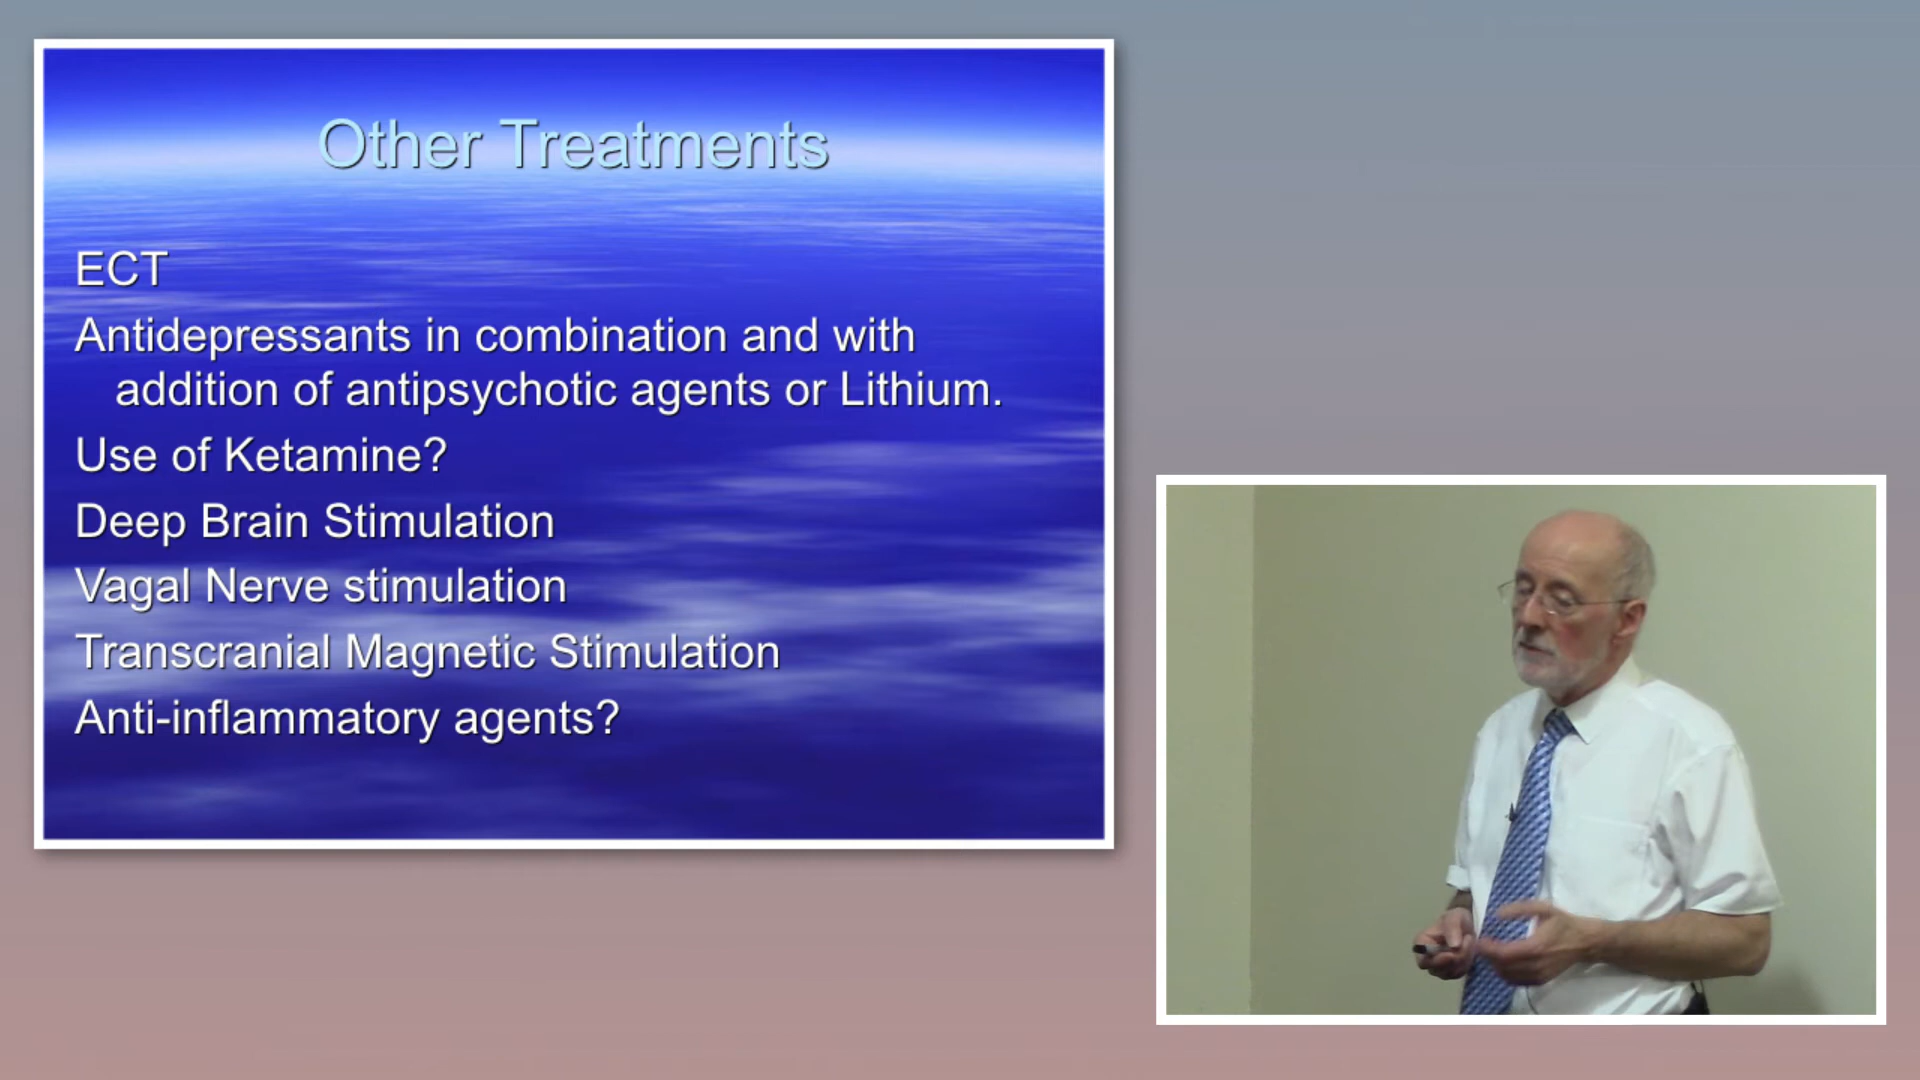 Other Treatments
ECT
Antidepressants in combination and with
addition of antipsychotic agents or Lithium.
Use of Ketamine?
Deep Brain Stimulation
Vagal Nerve stimulation
Transcranial Magnetic Stimulation
Anti-inflammatory agents?